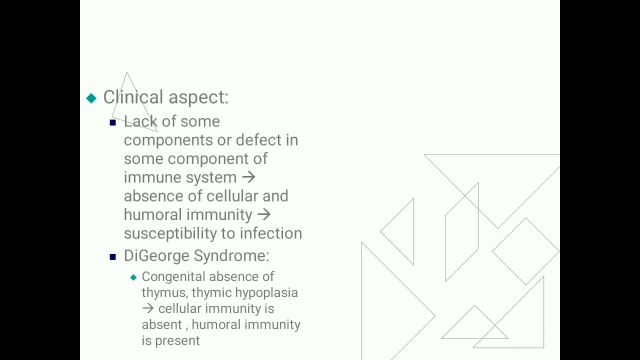 Clinical aspect:
Lack of some
components or defect in
some component of
immune system →
absence of cellular and
humoral immunity →
susceptibility to infection
DiGeorge Syndrome:
Congenital absence of
thymus, thymic hypoplasia
→ cellular immunity is
absent , humoral immunity
is present